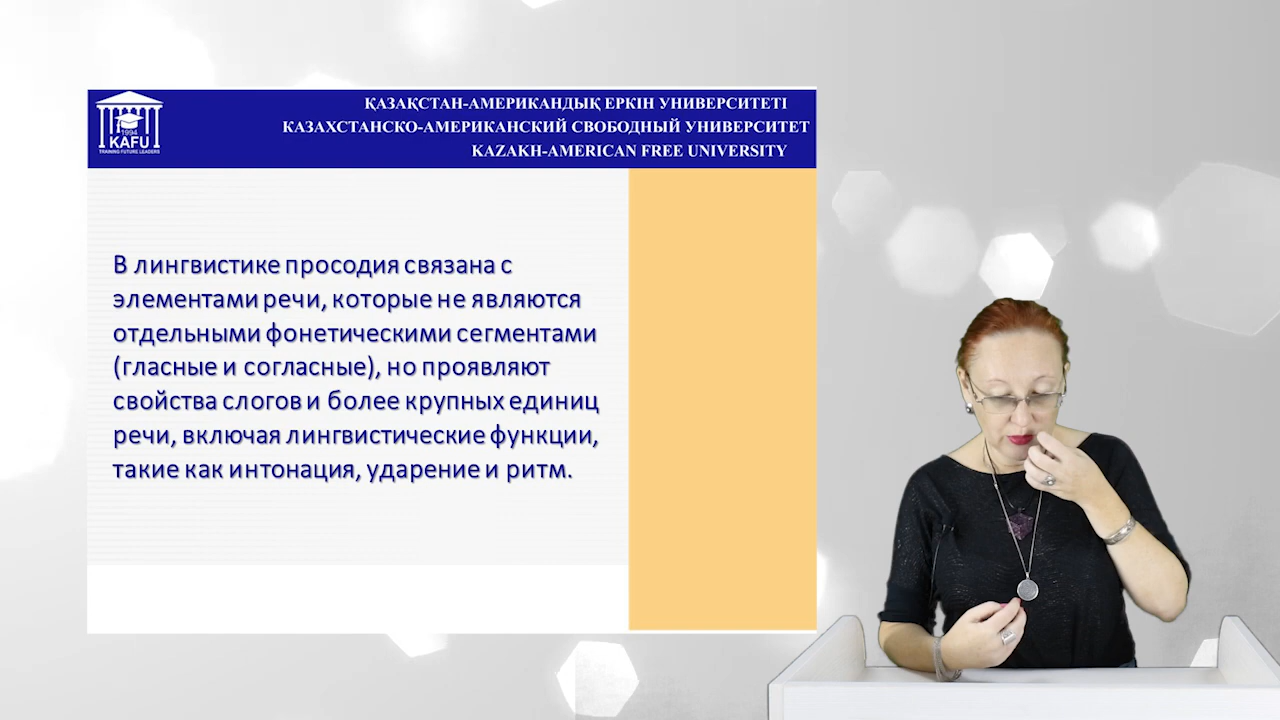 ҚАЗАҚСТАН-АМЕРИКАНДЫҚ ЕРКІН УНИВЕРСИТЕТІ
КАЗАХСТАНСКО-АМЕРИКАНСКИЙ СВОБОДНЫЙ УНИВЕРСИТЕТ
KAZAKH-AMERICAN FREE UNIVERSITY
1994
KAFU
TRAINING FUTURE LEADERS
В лингвистике просодия связана с
элементами речи, которые не являются
отдельными фонетическими сегментами
(гласные и согласные), но проявляют
свойства слогов и более крупных единиц
речи, включая лингвистические функции,
такие как интонация, ударение и ритм.